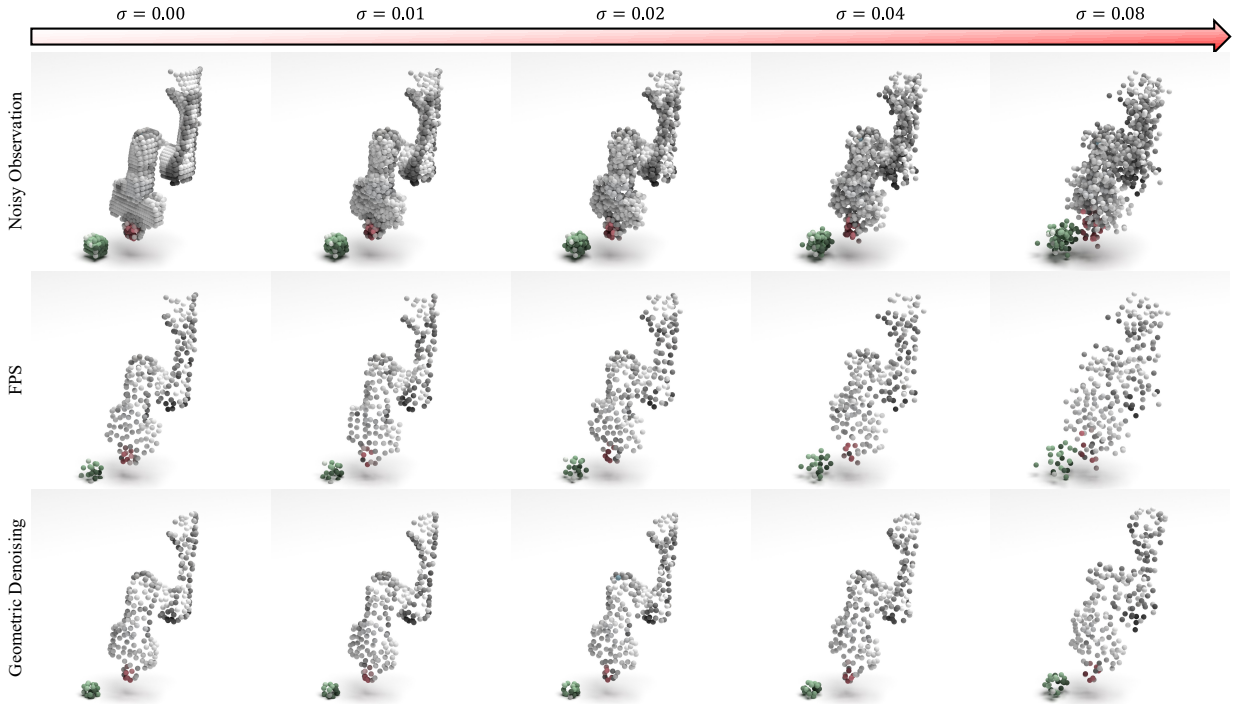 σ = 0.00
σ = 0.01
σ = 0.02
σ = 0.04
σ = 0.08
Noisy Observation
FPS
Geometric Denoising